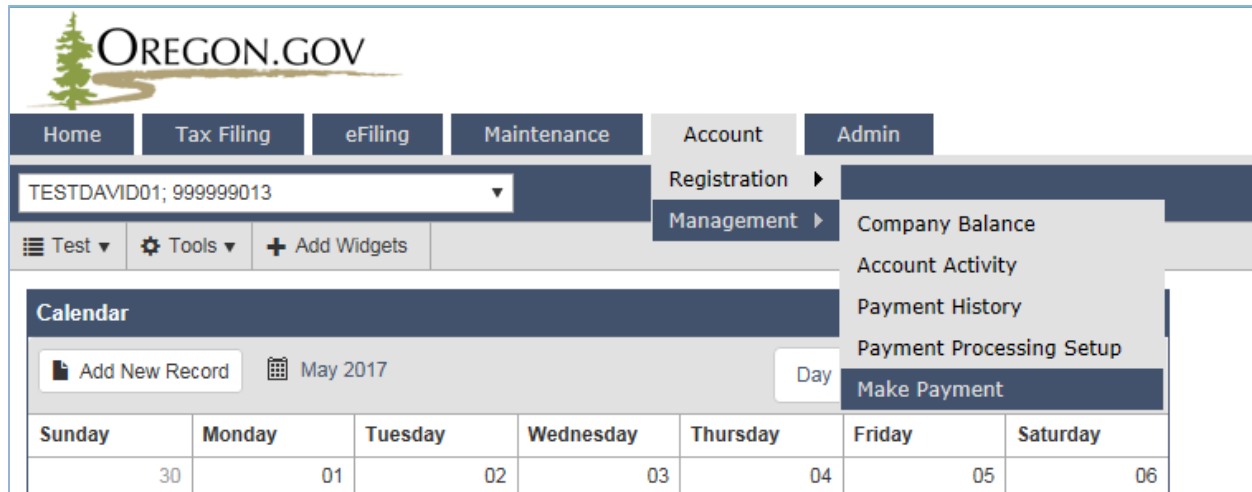 OREGON.GOV
Home Tax Filing eFiling Maintenance Account Admin
TESTDAVID01; 999999013
Registration
Management
Company Balance
Account Activity
Payment History
Payment Processing Setup
Make Payment
Test Tools Add Widgets
Calendar
Add New Record May 2017 Day
Sunday Monday Tuesday Wednesday Thursday Friday Saturday
30 01 02 03 04 05 06